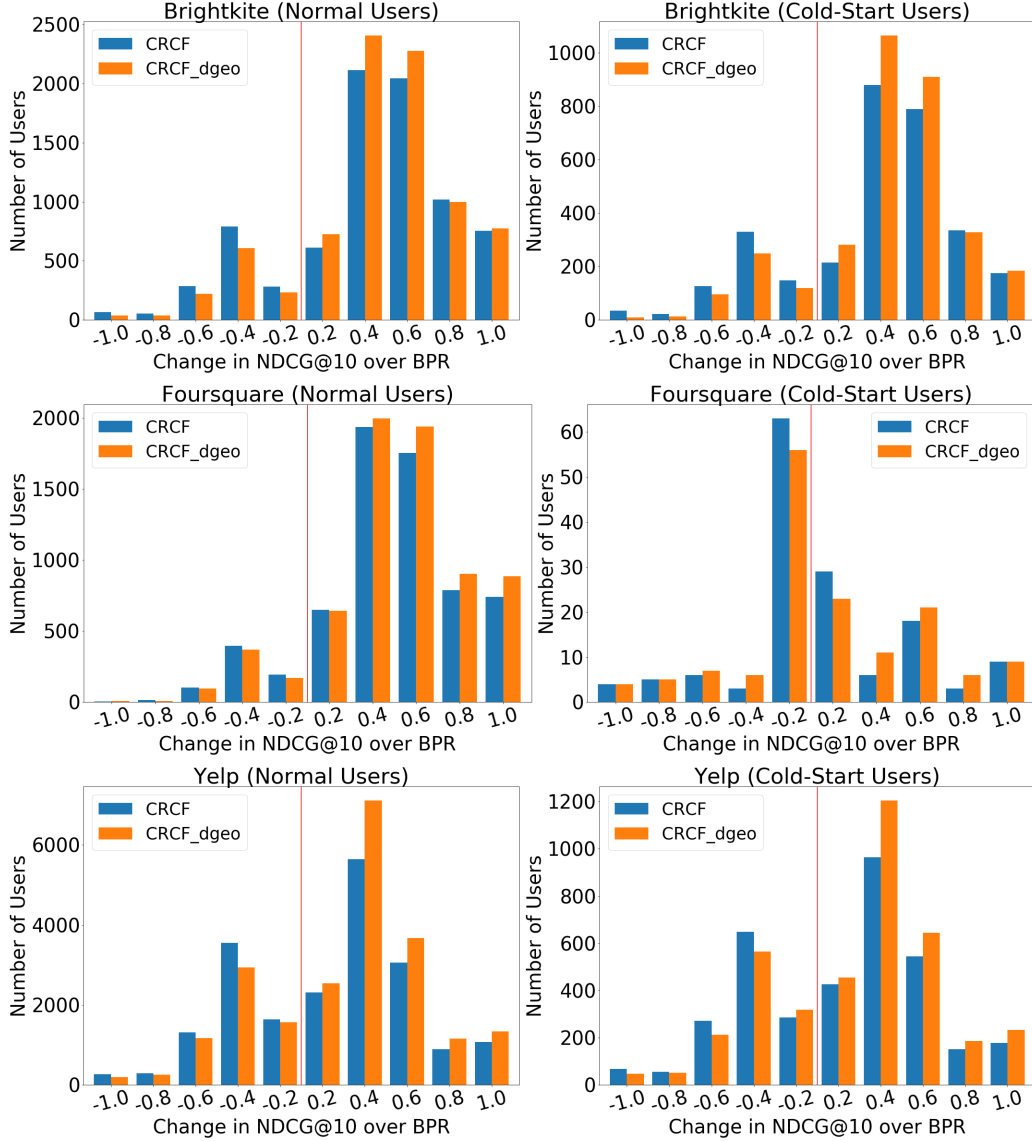 Brightkite (Normal Users)
Number of Users
2500
2000
1500
1000
500
0
CRCF
CRCF_dgeo
-1.0 -0.8 -0.6 -0.4 -0.2 0.2 0.4 0.6 0.8 1.0
Change in NDCG@10 over BPR
Brightkite (Cold-Start Users)
Number of Users
1000
800
600
400
200
0
CRCF
CRCF_dgeo
-1.0 -0.8 -0.6 -0.4 -0.2 0.2 0.4 0.6 0.8 1.0
Change in NDCG@10 over BPR
Foursquare (Normal Users)
Number of Users
2000
1500
1000
500
0
CRCF
CRCF_dgeo
-1.0 -0.8 -0.6 -0.4 -0.2 0.2 0.4 0.6 0.8 1.0
Change in NDCG@10 over BPR
Foursquare (Cold-Start Users)
Number of Users
60
50
40
30
20
10
0
CRCF
CRCF_dgeo
-1.0 -0.8 -0.6 -0.4 -0.2 0.2 0.4 0.6 0.8 1.0
Change in NDCG@10 over BPR
Yelp (Normal Users)
Number of Users
6000
4000
2000
0
CRCF
CRCF_dgeo
-1.0 -0.8 -0.6 -0.4 -0.2 0.2 0.4 0.6 0.8 1.0
Change in NDCG@10 over BPR
Yelp (Cold-Start Users)
Number of Users
1200
1000
800
600
400
200
0
CRCF
CRCF_dgeo
-1.0 -0.8 -0.6 -0.4 -0.2 0.2 0.4 0.6 0.8 1.0
Change in NDCG@10 over BPR